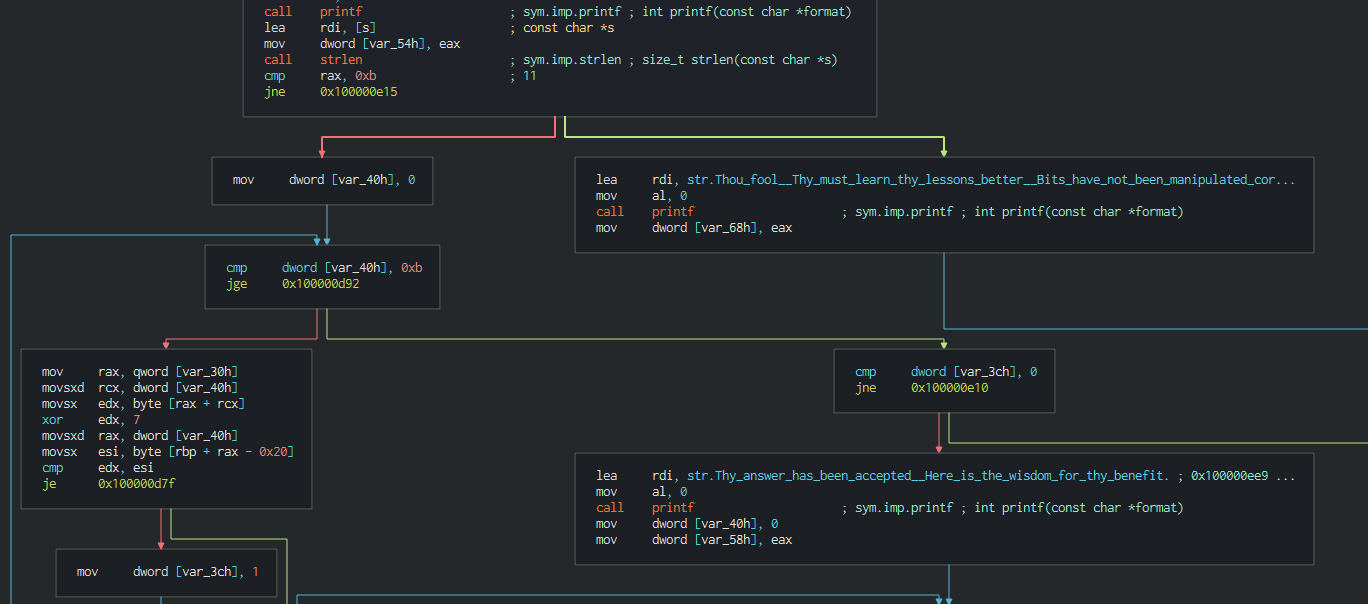 call printf ; sym.imp.printf ; int printf(const char *format)
lea rdi, [s] ; const char *s
mov dword [var_54h], eax
call strlen ; sym.imp.strlen ; size_t strlen(const char *s)
cmp rax, 0xb ; 11
jne 0x100000e15
mov dword [var_40h], 0
lea rdi, str.Thou_fool__Thy_must_learn_thy_lessons_better__Bits_have_not_been_manipulated_cor...
mov al, 0
call printf ; sym.imp.printf ; int printf(const char *format)
mov dword [var_68h], eax
cmp dword [var_40h], 0xb
jge 0x100000d92
mov rax, qword [var_30h]
movsxd rcx, dword [var_40h]
movsx edx, byte [rax + rcx]
xor edx, 7
movsxd rax, dword [var_40h]
movsx esi, byte [rbp + rax - 0x20]
cmp edx, esi
je 0x100000d7f
cmp dword [var_3ch], 0
jne 0x100000e10
lea rdi, str.Thy_answer_has_been_accepted__Here_is_the_wisdom_for_thy_benefit. ; 0x100000ee9 ...
mov al, 0
call printf ; sym.imp.printf ; int printf(const char *format)
mov dword [var_40h], 0
mov dword [var_58h], eax
mov dword [var_3ch], 1